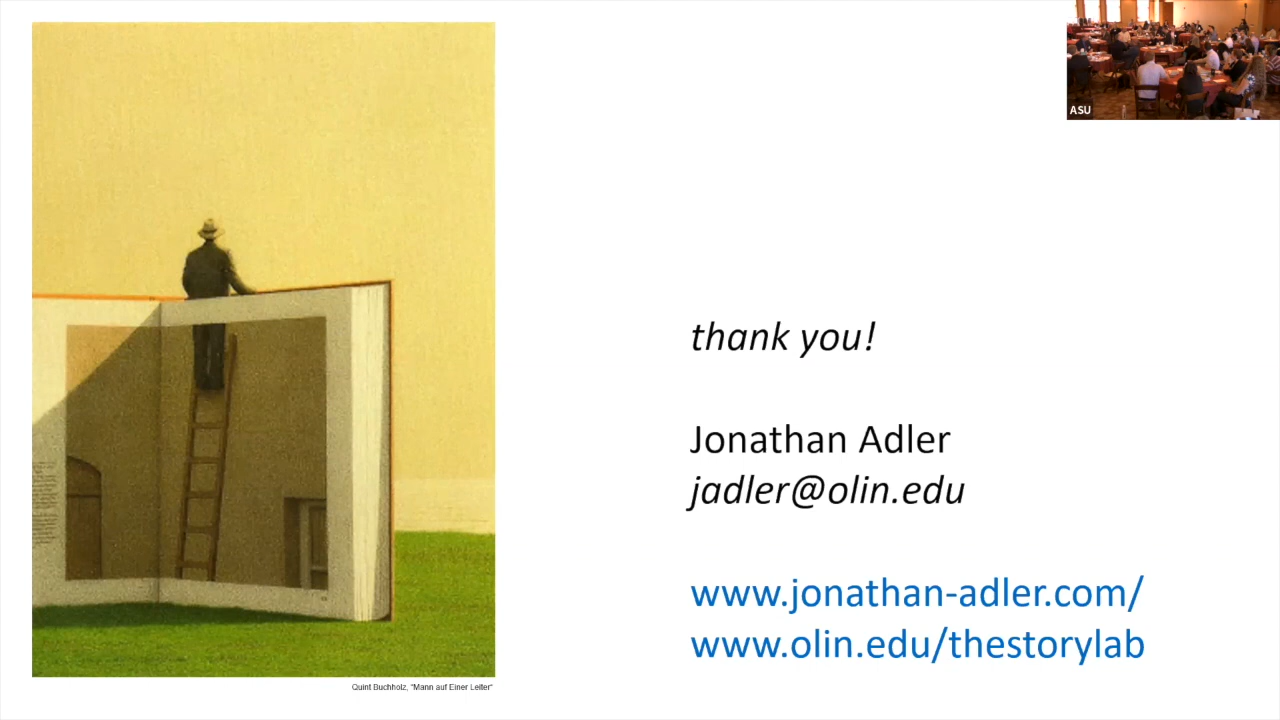 ASU
thank you!
Jonathan Adler
jadler@olin.edu
www.jonathan-adler.com/
www.olin.edu/thestorylab
Quint Buchholz, "Mann auf Einer Leiter"